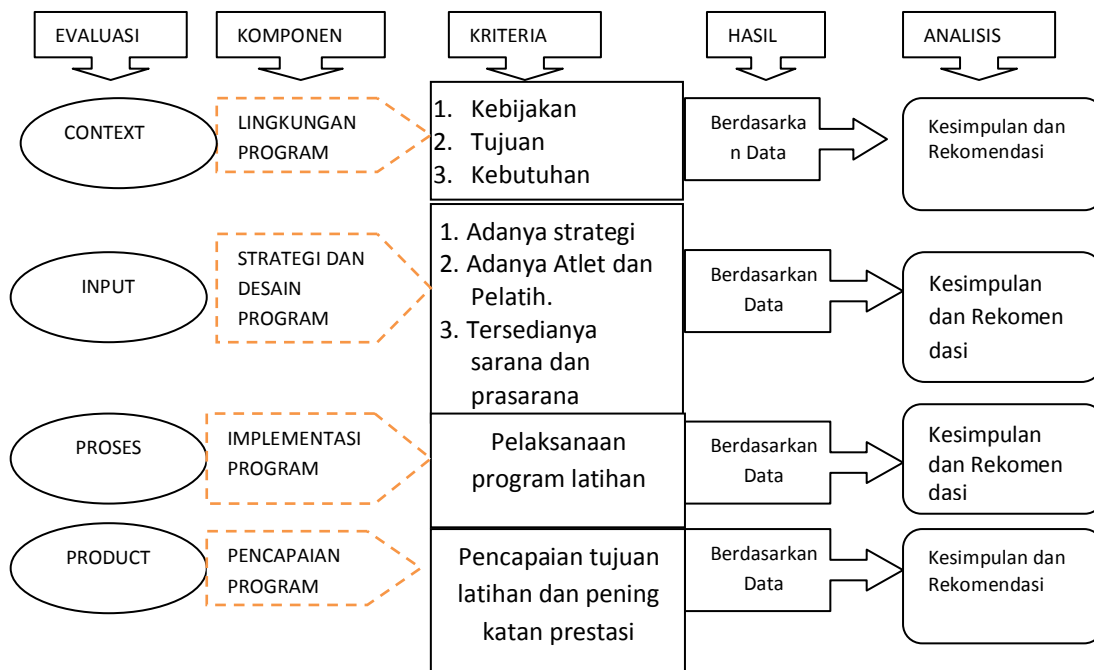 EVALUASI
KOMPONEN
KRITERIA
HASIL
ANALISIS
CONTEXT
LINGKUNGAN
PROGRAM
1. Kebijakan
2. Tujuan
3. Kebutuhan
Berdasarka
n Data
Kesimpulan dan
Rekomendasi
INPUT
STRATEGI DAN
DESAIN
PROGRAM
1. Adanya strategi
2. Adanya Atlet dan
Pelatih.
3. Tersedianya
sarana dan
prasarana
Berdasarkan
Data
Kesimpulan
dan Rekomen
dasi
PROSES
IMPLEMENTASI
PROGRAM
Pelaksanaan
program latihan
Berdasarkan
Data
Kesimpulan
dan Rekomen
dasi
PRODUCT
PENCAPAIAN
PROGRAM
Pencapaian tujuan
latihan dan pening
katan prestasi
Berdasarkan
Data
Kesimpulan dan
Rekomendasi